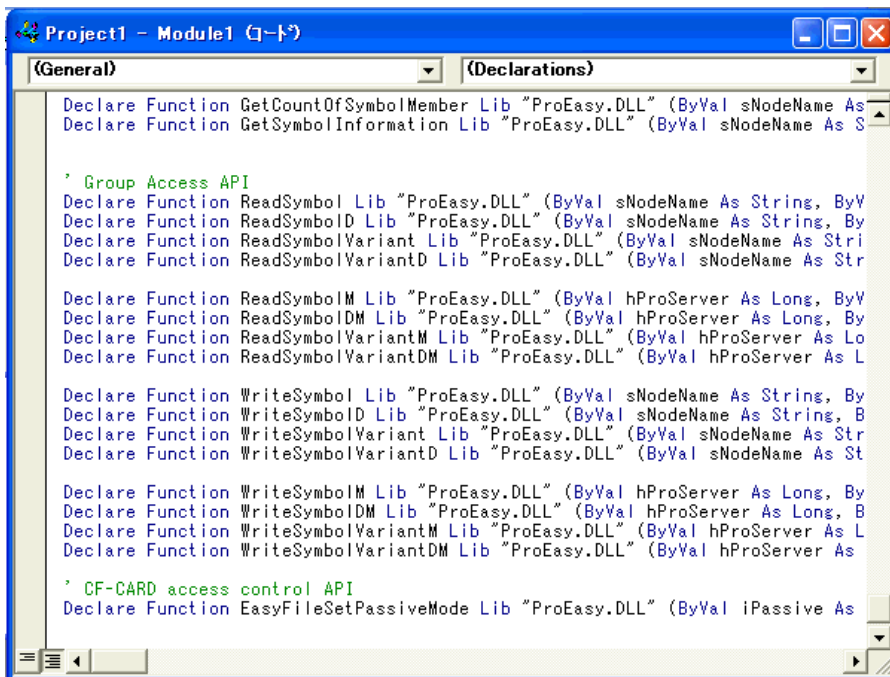 Project1 - Module1 (コード)
(General)
(Declarations)
Declare Function GetCountOfSymbolMember Lib "ProEasy.DLL" (ByVal sNodeName As
Declare Function GetSymbolInformation Lib "ProEasy.DLL" (ByVal sNodeName As S
' Group Access API
Declare Function ReadSymbol Lib "ProEasy.DLL" (ByVal sNodeName As String, ByV
Declare Function ReadSymbolD Lib "ProEasy.DLL" (ByVal sNodeName As String, By
Declare Function ReadSymbolVariant Lib "ProEasy.DLL" (ByVal sNodeName As Stri
Declare Function ReadSymbolVariantD Lib "ProEasy.DLL" (ByVal sNodeName As Str
Declare Function ReadSymbolM Lib "ProEasy.DLL" (ByVal hProServer As Long, ByV
Declare Function ReadSymbolDM Lib "ProEasy.DLL" (ByVal hProServer As Long, By
Declare Function ReadSymbolVariantM Lib "ProEasy.DLL" (ByVal hProServer As Lo
Declare Function ReadSymbolVariantDM Lib "ProEasy.DLL" (ByVal hProServer As L
Declare Function WriteSymbol Lib "ProEasy.DLL" (ByVal sNodeName As String, By
Declare Function WriteSymbolD Lib "ProEasy.DLL" (ByVal sNodeName As String, B
Declare Function WriteSymbolVariant Lib "ProEasy.DLL" (ByVal sNodeName As Str
Declare Function WriteSymbolVariantD Lib "ProEasy.DLL" (ByVal sNodeName As St
Declare Function WriteSymbolM Lib "ProEasy.DLL" (ByVal hProServer As Long, By
Declare Function WriteSymbolDM Lib "ProEasy.DLL" (ByVal hProServer As Long, B
Declare Function WriteSymbolVariantM Lib "ProEasy.DLL" (ByVal hProServer As L
Declare Function WriteSymbolVariantDM Lib "ProEasy.DLL" (ByVal hProServer As
' CF-CARD access control API
Declare Function EasyFileSetPassiveMode Lib "ProEasy.DLL" (ByVal iPassive As